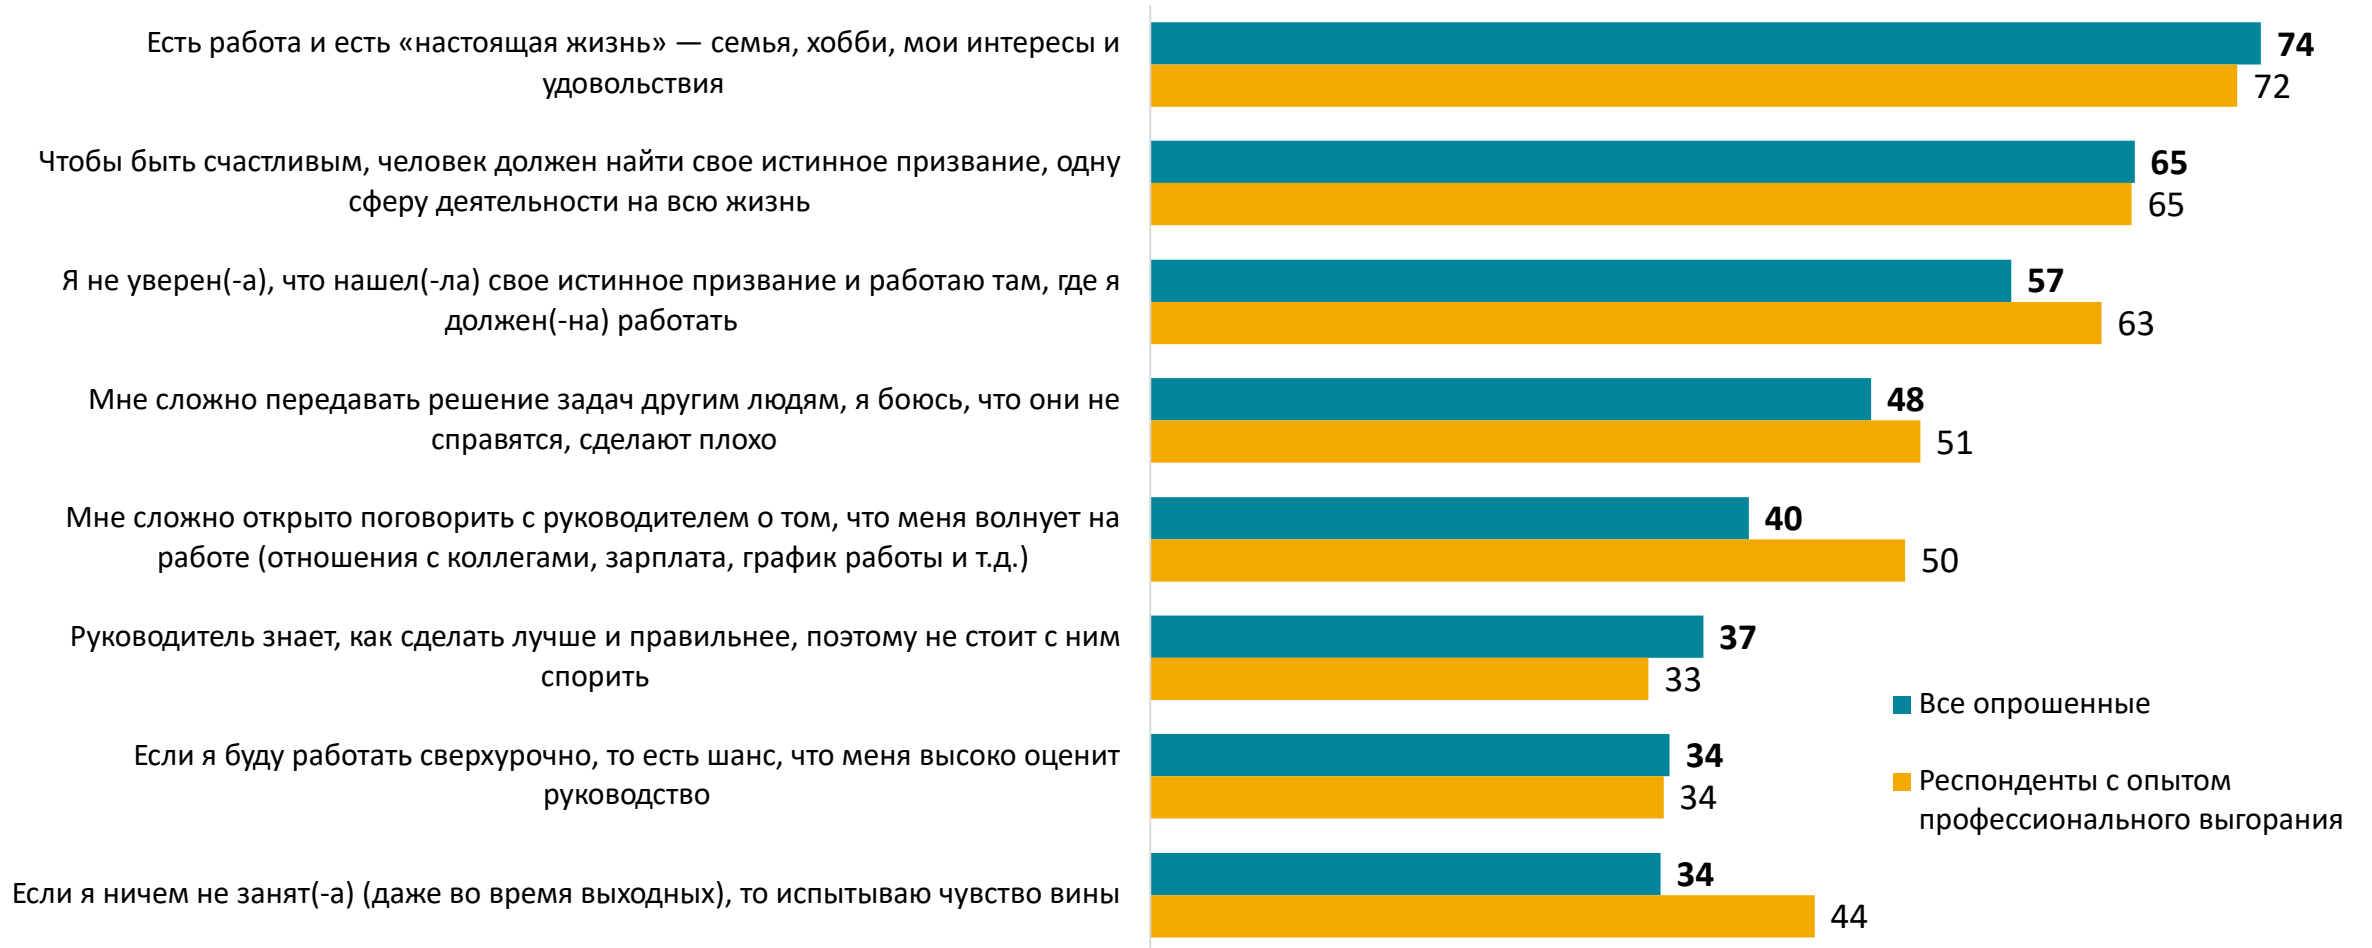 Есть работа и есть «настоящая жизнь» — семья, хобби, мои интересы и
удовольствия
74
72
Чтобы быть счастливым, человек должен найти свое истинное призвание, одну
сферу деятельности на всю жизнь
65
65
Я не уверен(-а), что нашел(-ла) свое истинное призвание и работаю там, где я
должен(-на) работать
57
63
Мне сложно передавать решение задач другим людям, я боюсь, что они не
справятся, сделают плохо
48
51
Мне сложно открыто поговорить с руководителем о том, что меня волнует на
работе (отношения с коллегами, зарплата, график работы и т.д.)
40
50
Руководитель знает, как сделать лучше и правильнее, поэтому не стоит с ним
спорить
37
33
Если я буду работать сверхурочно, то есть шанс, что меня высоко оценит
руководство
34
34
Если я ничем не занят(-а) (даже во время выходных), то испытываю чувство вины
34
44
Все опрошенные
Респонденты с опытом
профессионального выгорания